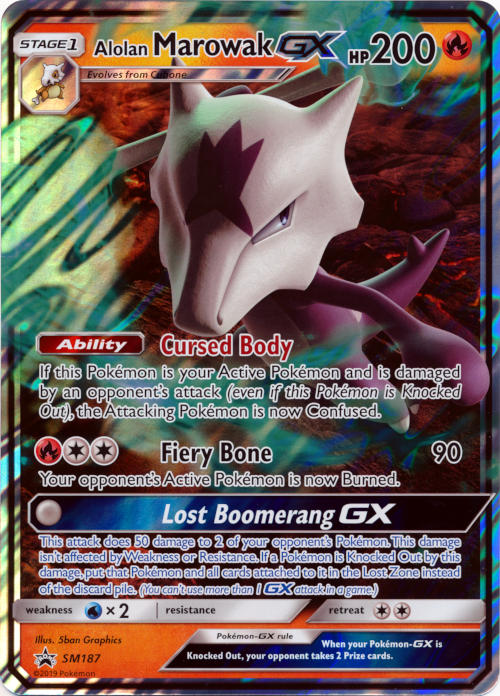 STAGE 1 Alolan Marowak GX HP 200
Evolves from Cubone
Ability Cursed Body
If this Pokémon is your Active Pokémon and is damaged
by an opponent's attack (even if this Pokémon is Knocked
Out), the Attacking Pokémon is now Confused.
Fiery Bone 90
Your opponent's Active Pokémon is now Burned.
Lost Boomerang GX
This attack does 50 damage to 2 of your opponent's Pokémon. This damage
isn't affected by Weakness or Resistance. If a Pokémon is Knocked Out by this
damage, put that Pokémon and all cards attached to it in the Lost Zone instead
of the discard pile. (You can't use more than 1 GX attack in a game.)
weakness × 2 resistance retreat
Illus. 5ban Graphics
SM187
©2019 Pokémon
Pokémon-GX rule
When your Pokémon-GX is
Knocked Out, your opponent takes 2 Prize cards.